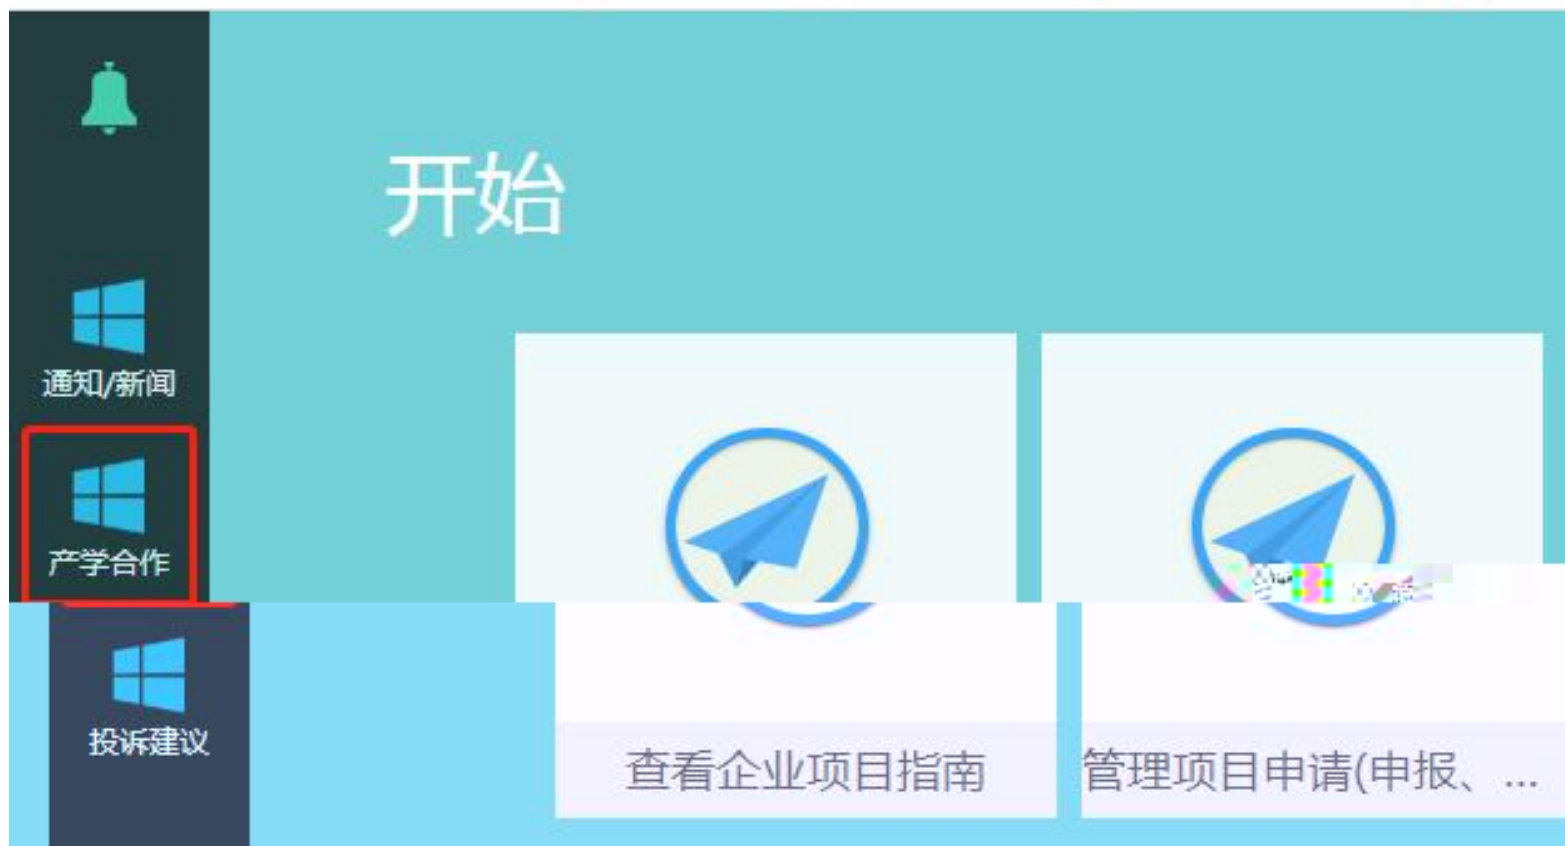 开始
通知/新闻
产学合作
投诉建议
查看企业项目指南
管理项目申请(申报、...